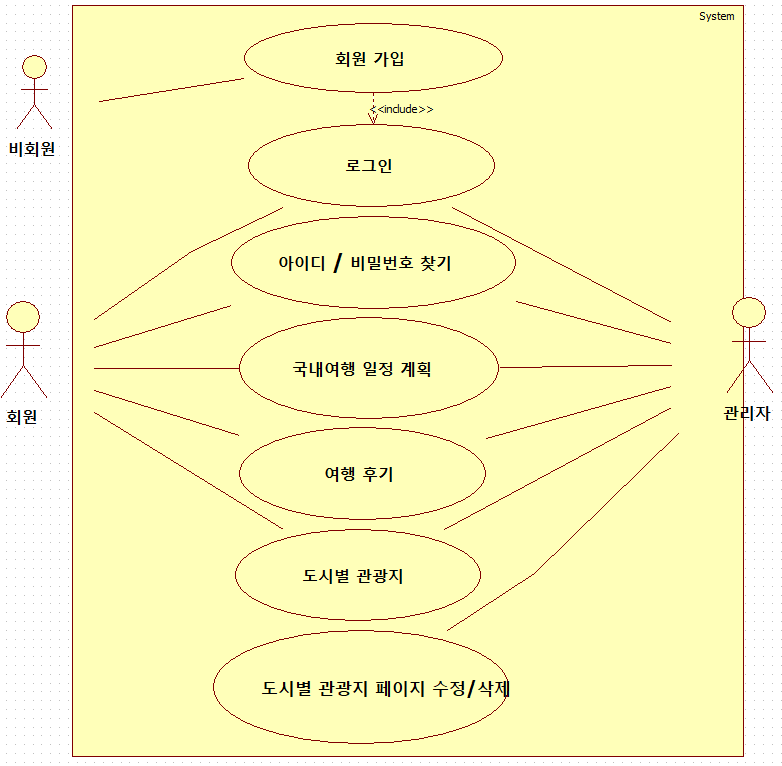 System
회원 가입
<<include>>
비회원
로그인
아이디 / 비밀번호 찾기
국내여행 일정 계획
회원
관리자
여행 후기
도시별 관광지
도시별 관광지 페이지 수정/삭제